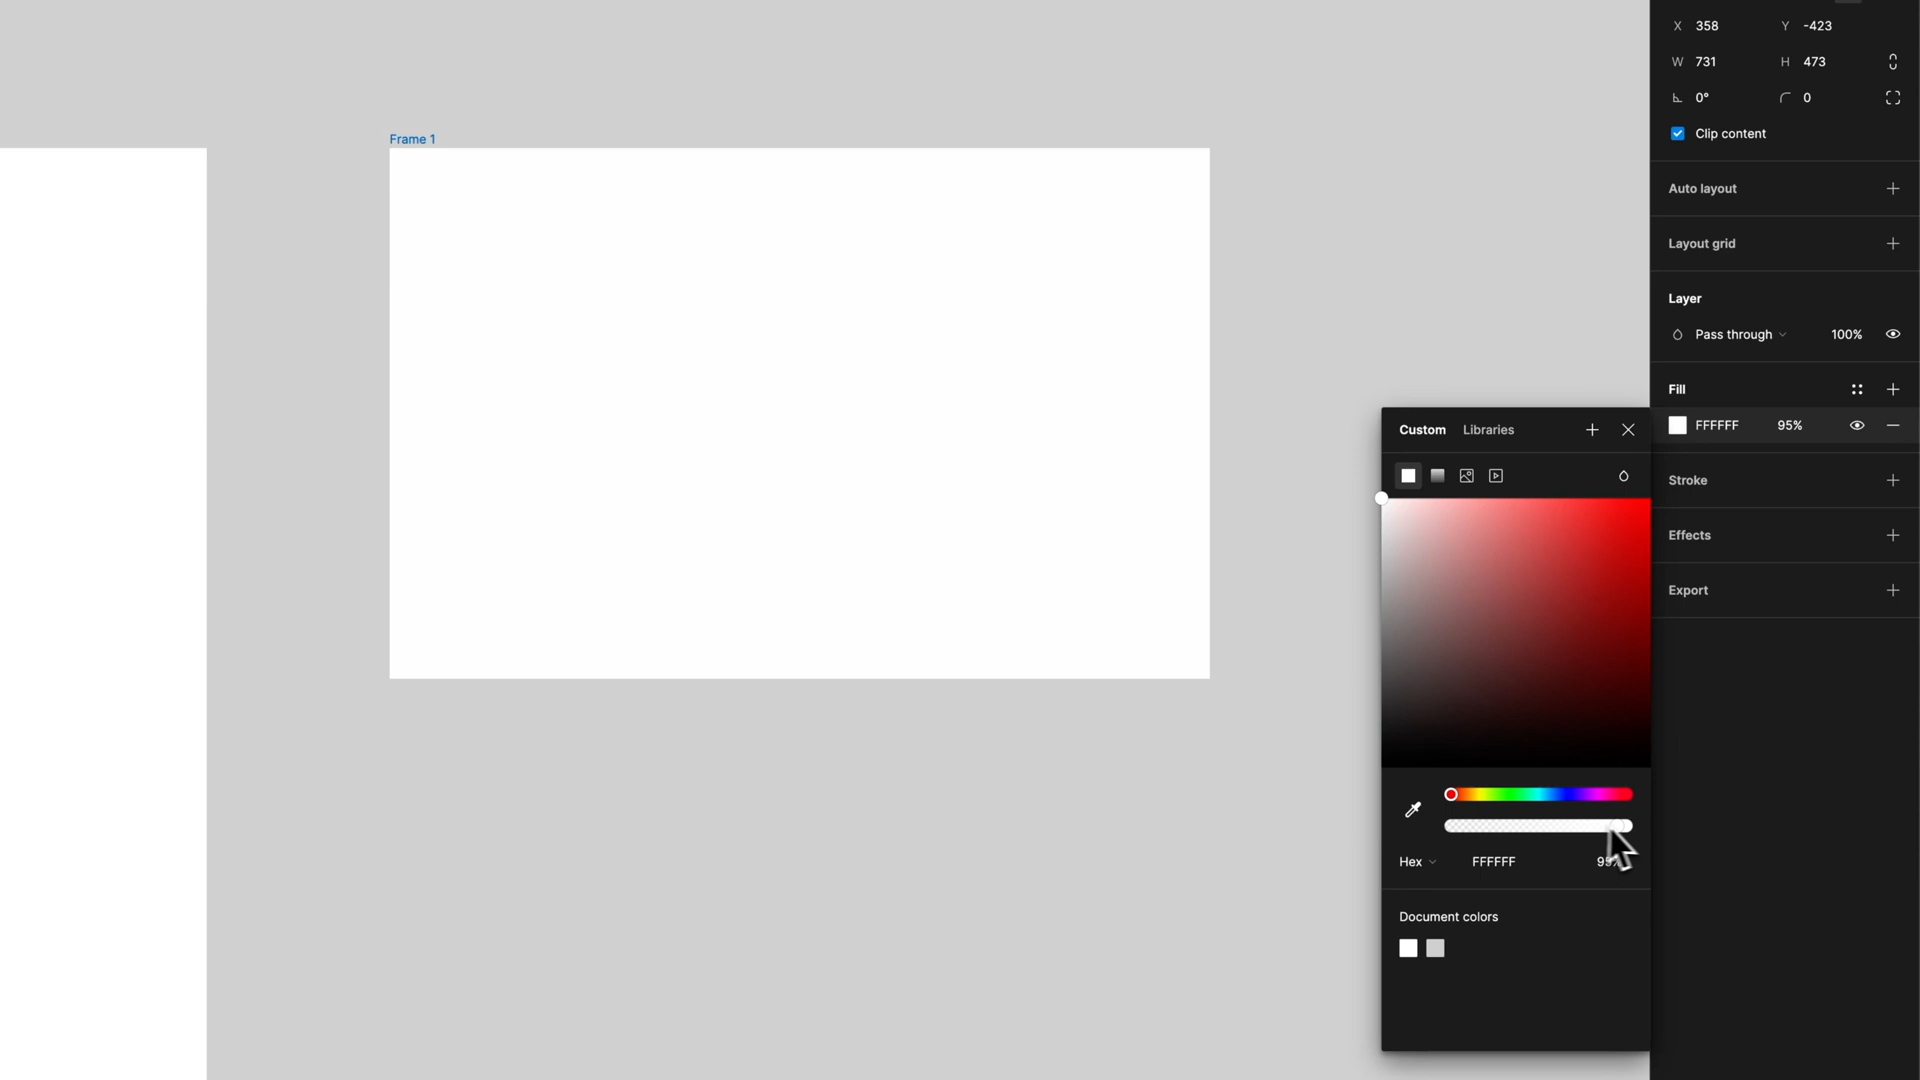 X 358 Y -423
W 731 H 473
0° 0
Clip content
Auto layout
Layout grid
Layer
Pass through 100%
Fill
FFFFFF 95%
Stroke
Effects
Export
Frame 1
Custom Libraries
Hex FFFFFF
Document colors